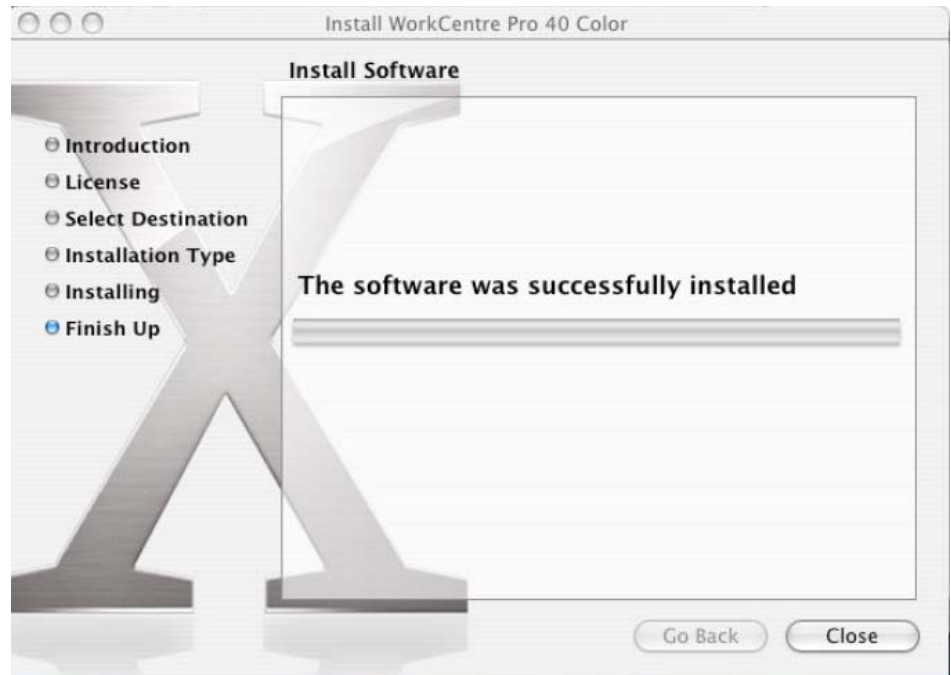 Install WorkCentre Pro 40 Color
Install Software
Introduction
License
Select Destination
Installation Type
Installing
Finish Up
The software was successfully installed
Go Back
Close